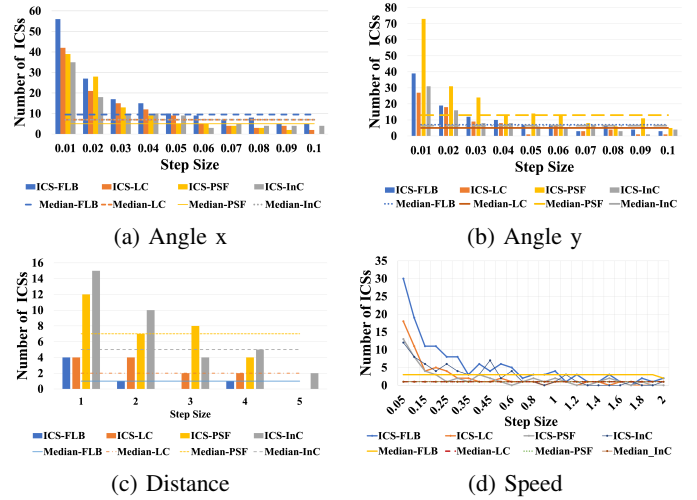 Number of ICSs
60
50
40
30
20
10
0
0.01 0.02 0.03 0.04 0.05 0.06 0.07 0.08 0.09 0.1
Step Size
ICS-FLB ICS-LC ICS-PSF ICS-InC
Median-FLB Median-LC Median-PSF Median-InC
(a) Angle x
Number of ICSs
80
70
60
50
40
30
20
10
0
0.01 0.02 0.03 0.04 0.05 0.06 0.07 0.08 0.09 0.1
Step Size
ICS-FLB ICS-LC ICS-PSF ICS-InC
Median-FLB Median-LC Median-PSF Median-InC
(b) Angle y
Number of ICSs
16
14
12
10
8
6
4
2
0
1 2 3 4 5
Step Size
ICS-FLB ICS-LC ICS-PSF ICS-InC
Median-FLB Median-LC Median-PSF Median-InC
(c) Distance
Number of ICSs
35
30
25
20
15
10
5
0
0.05 0.15 0.25 0.35 0.45 0.6 0.8 1 1.2 1.4 1.6 1.8 2
Step Size
ICS-FLB ICS-LC ICS-PSF ICS-InC
Median-FLB Median-LC Median-PSF Median_InC
(d) Speed